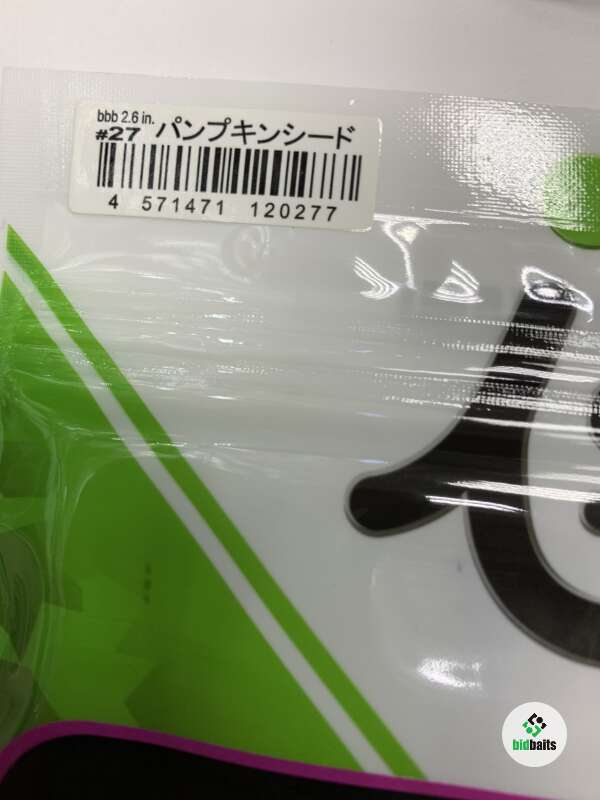 bbb 2.6 in.
#27 パンプキンシード
4 571471 120277
bidbaits